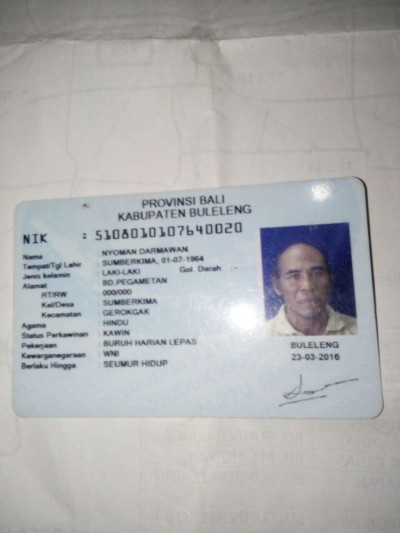 PROVINSI BALI
KABUPATEN BULELENG
NIK : 5108010107640020
Nama : NYOMAN DARMAWAN
Tempat/Tgl Lahir : SUMBERKIMA, 01-07-1964
Jenis kelamin : LAKI-LAKI Gol. Darah
Alamat : BD.PEGAMETAN
RT/RW : 000/000
Kel/Desa : SUMBERKIMA
Kecamatan : GEROKGAK
Agama : HINDU
Status Perkawinan : KAWIN
Pekerjaan : BURUH HARIAN LEPAS
Kewarganegaraan : WNI
Berlaku Hingga : SEUMUR HIDUP
BULELENG
23-03-2016